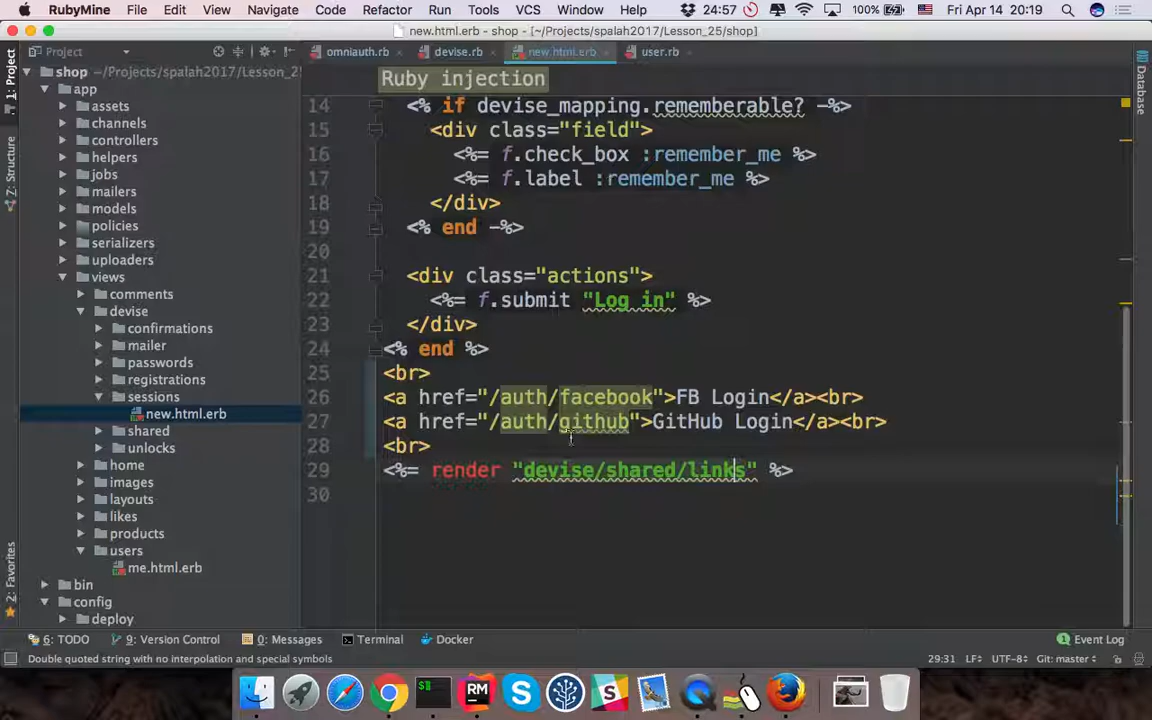 RubyMine File Edit View Navigate Code Refactor Run Tools VCS Window Help 24:57 100% Fri Apr 14 20:19
new.html.erb - shop - [~/Projects/spalah2017/Lesson_25/shop]
Project
omniauth.rb devise.rb new.html.erb user.rb
1: Project
Z: Structure
2: Favorites
Database
shop ~/Projects/spalah2017/Lesson_25
app
assets
channels
controllers
helpers
jobs
mailers
models
policies
serializers
uploaders
views
comments
devise
confirmations
mailer
passwords
registrations
sessions
new.html.erb
shared
unlocks
home
images
layouts
likes
products
users
me.html.erb
bin
config
deploy
Ruby injection
14 <% if devise_mapping.rememberable? -%>
15 <div class="field">
16 <%= f.check_box :remember_me %>
17 <%= f.label :remember_me %>
18 </div>
19 <% end -%>
20
21 <div class="actions">
22 <%= f.submit "Log in" %>
23 </div>
24 <% end %>
25 <br>
26 <a href="/auth/facebook">FB Login</a><br>
27 <a href="/auth/github">GitHub Login</a><br>
28 <br>
29 <%= render "devise/shared/links" %>
30
6: TODO 9: Version Control 0: Messages Terminal Docker 1 Event Log
Double quoted string with no interpolation and special symbols 29:31 LF÷ UTF-8÷ Git: master÷
RM